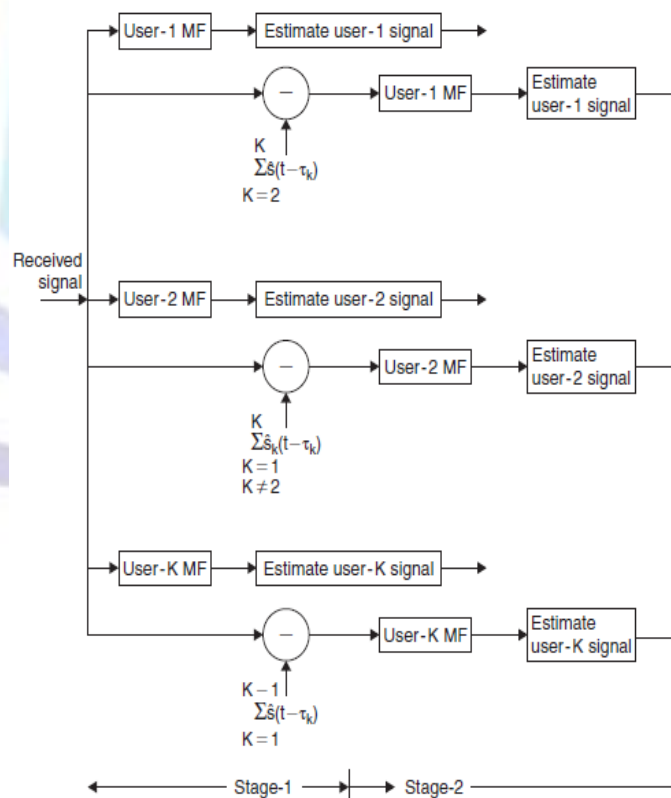 User-1 MF
Estimate user-1 signal
−
User-1 MF
Estimate
user-1 signal
K
Σŝ(t−τₖ)
K=2
Received
signal
User-2 MF
Estimate user-2 signal
−
User-2 MF
Estimate
user-2 signal
K
Σŝₖ(t−τₖ)
K=1
K≠2
User-K MF
Estimate user-K signal
−
User-K MF
Estimate
user-K signal
K−1
Σŝ(t−τₖ)
K=1
Stage-1
Stage-2